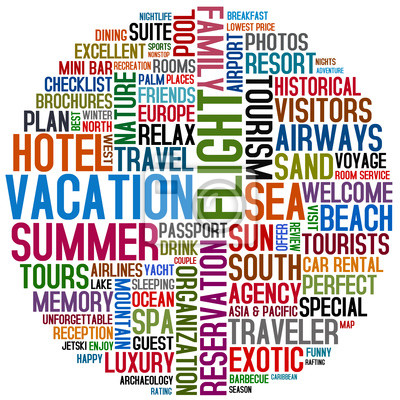 NIGHTLIFE
BREAKFAST
DINING
SUITE
POOL
FAMILY
AIRPORT
LOWEST PRICE
PHOTOS
EXCELLENT
SPORTS
NONSTOP
RESORT
NIGHTS
ADVENTURE
MINI BAR
RECREATION
ROOMS
CHECKLIST
NATURE
PALM
PLACES
HISTORICAL
BROCHURES
FRIENDS
FLIGHT
TOURISM
VISITORS
PLAN
BEST
WINTER
NORTH
EUROPE
RELAX
AIRWAYS
HOTEL
WEST
TRAVEL
SAND
VOYAGE
ROOM SERVICE
VACATION
SEA
WELCOME
VISIT
BEACH
SUMMER
PASSPORT
DRINK
COUPLE
SUN
OFFER
REVIEW
TOURISTS
TOURS
AIRLINES
YACHT
ORGANIZATION
RESERVATION
SOUTH
CAR RENTAL
LAKE
MOUNTAIN
SLEEPING
PERFECT
MEMORY
OCEAN
AGENCY
SPECIAL
UNFORGETTABLE
SPA
ASIA & PACIFIC
RECEPTION
TRAVELER
MAP
JETSKI
ENJOY
GUEST
HAPPY
LUXURY
EXOTIC
FUNNY
RAFTING
ARCHAEOLOGY
BARBECUE
CARIBBEAN
RATING
SEASON